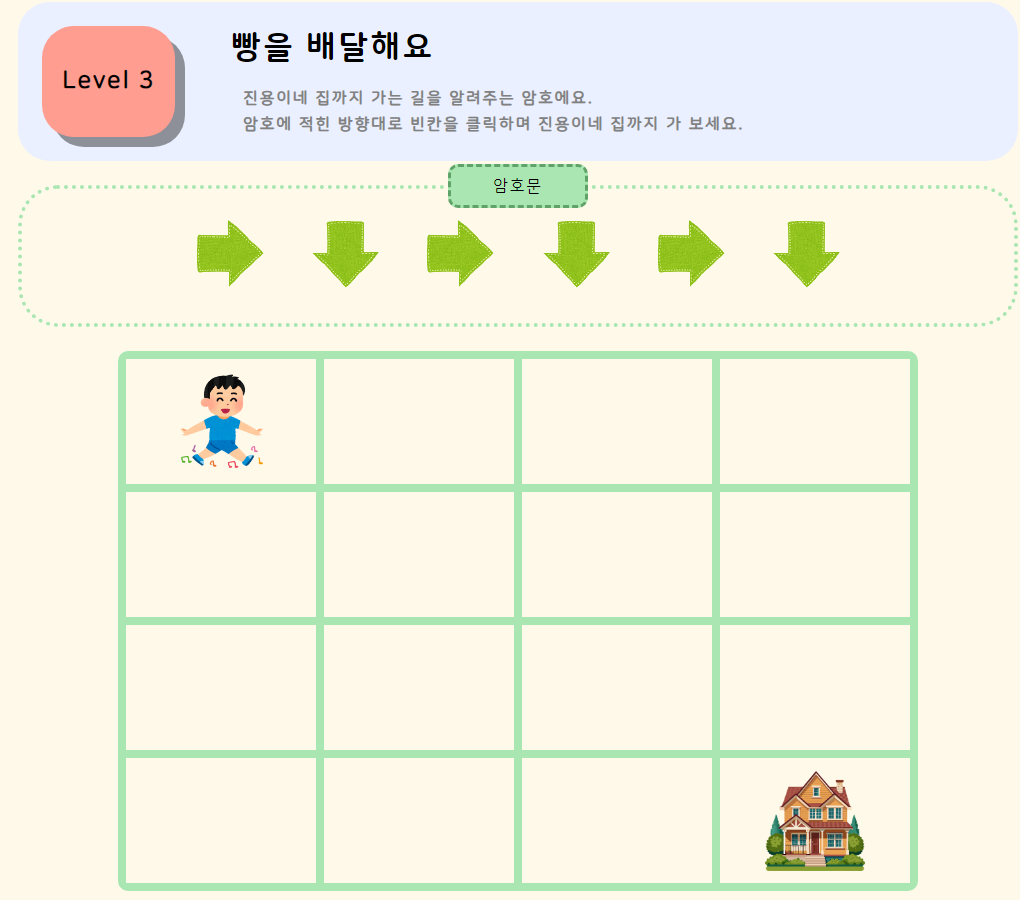 Level 3
빵을 배달해요
진용이네 집까지 가는 길을 알려주는 암호에요.
암호에 적힌 방향대로 빈칸을 클릭하며 진용이네 집까지 가 보세요.
암호문